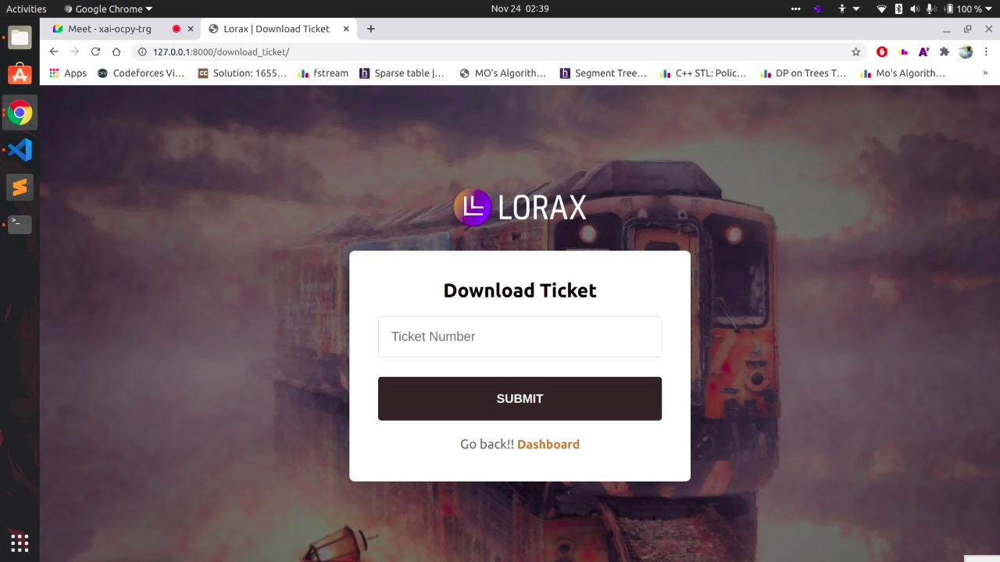 Activities Google Chrome Nov 24 02:39 100 %
Meet - xai-ocpy-trg Lorax | Download Ticket
127.0.0.1:8000/download_ticket/
Apps Codeforces Vi... Solution: 1655... fstream Sparse table |... MO's Algorith... Segment Tree... C++ STL: Polic... DP on Trees T... Mo's Algorith... »
LORAX
Download Ticket
Ticket Number
SUBMIT
Go back!! Dashboard